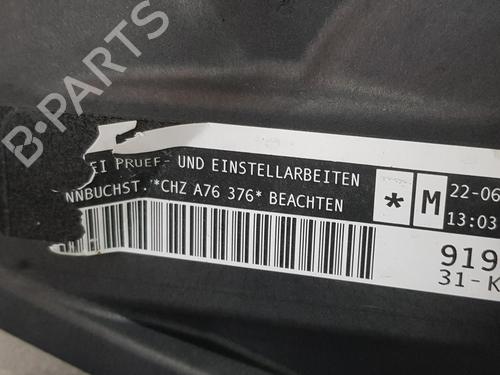 B-PARTS
EI PRUEF- UND EINSTELLARBEITEN
NNBUCHST. *CHZ A76 376* BEACHTEN
* M
22-06
13:03
919
31-K